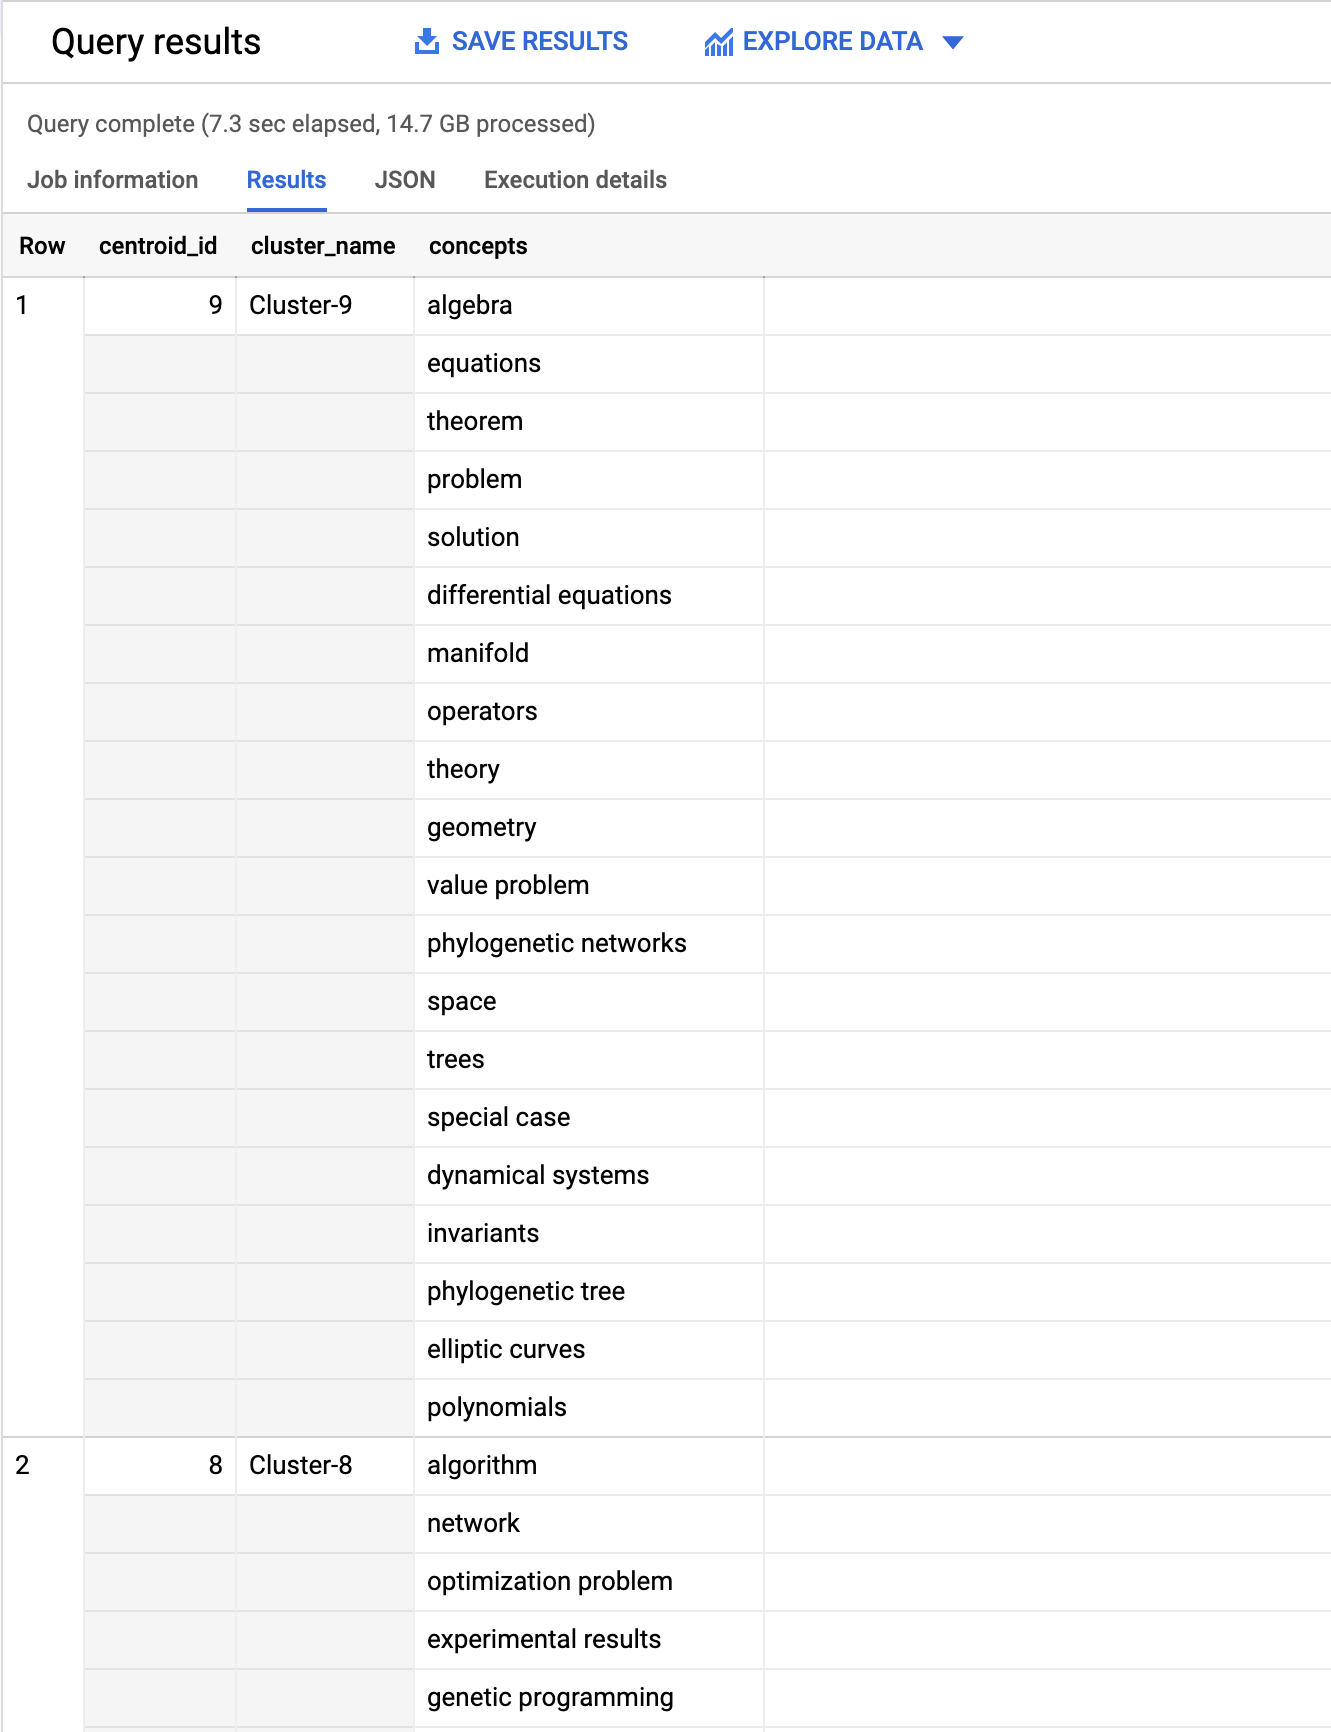 Query results SAVE RESULTS EXPLORE DATA
Query complete (7.3 sec elapsed, 14.7 GB processed)
Job information Results JSON Execution details
Row centroid_id cluster_name concepts
1 9 Cluster-9 algebra
equations
theorem
problem
solution
differential equations
manifold
operators
theory
geometry
value problem
phylogenetic networks
space
trees
special case
dynamical systems
invariants
phylogenetic tree
elliptic curves
polynomials
2 8 Cluster-8 algorithm
network
optimization problem
experimental results
genetic programming